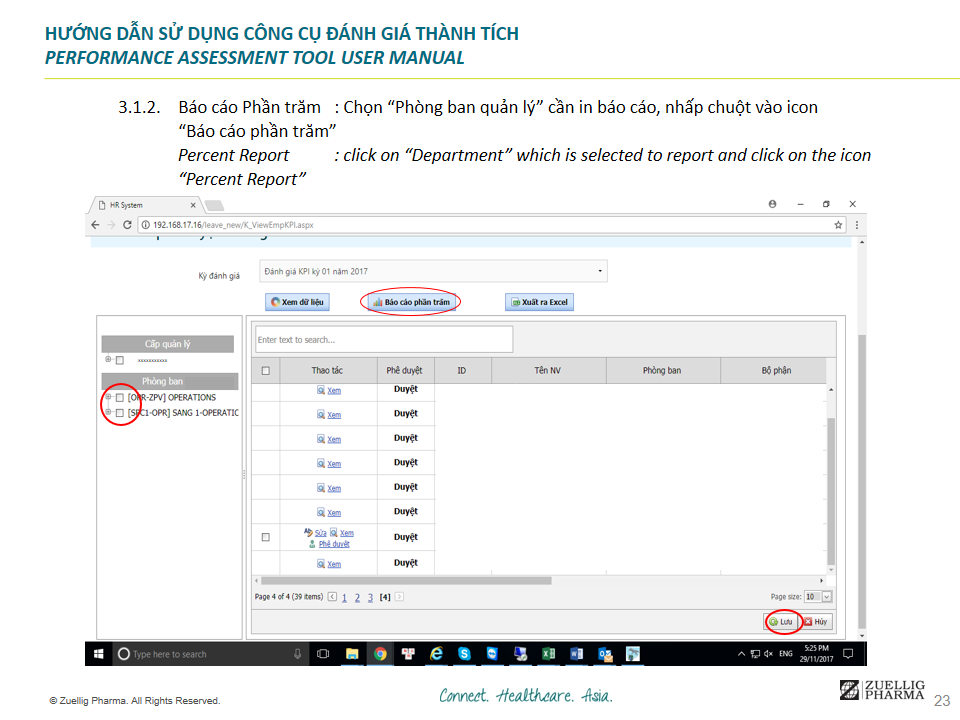 HƯỚNG DẪN SỬ DỤNG CÔNG CỤ ĐÁNH GIÁ THÀNH TÍCH
PERFORMANCE ASSESSMENT TOOL USER MANUAL
3.1.2. Báo cáo Phần trăm : Chọn “Phòng ban quản lý” cần in báo cáo, nhấp chuột vào icon
“Báo cáo phần trăm”
Percent Report : click on “Department” which is selected to report and click on the icon
“Percent Report”
HR System
192.168.17.16/leave_new/K_ViewEmpKPI.aspx
Kỳ đánh giá
Đánh giá KPI kỳ 01 năm 2017
Xem dữ liệu
Báo cáo phần trăm
Xuất ra Excel
Cấp quản lý
xxxxxxxxxxx
Phòng ban
[OPR-ZPV] OPERATIONS
[SPC1-OPR] SANG 1-OPERATIC
Enter text to search...
Thao tác Phê duyệt ID Tên NV Phòng ban Bộ phận
Xem Duyệt
Xem Duyệt
Xem Duyệt
Xem Duyệt
Xem Duyệt
Xem Duyệt
Sửa Xem Duyệt
Phê duyệt
Xem Duyệt
Page 4 of 4 (39 items) 1 2 3 [4]
Page size: 10
Lưu Hủy
Type here to search
ENG
5:25 PM
29/11/2017
© Zuellig Pharma. All Rights Reserved.
Connect. Healthcare. Asia.
ZUELLIG
PHARMA
23